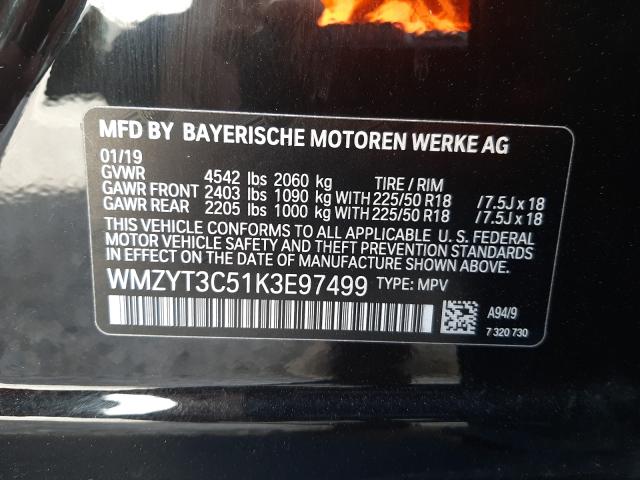 MFD BY BAYERISCHE MOTOREN WERKE AG
01/19
GVWR 4542 lbs 2060 kg TIRE / RIM
GAWR FRONT 2403 lbs 1090 kg WITH 225/50 R18 /7.5J x 18
GAWR REAR 2205 lbs 1000 kg WITH 225/50 R18 /7.5J x 18
THIS VEHICLE CONFORMS TO ALL APPLICABLE U. S. FEDERAL
MOTOR VEHICLE SAFETY AND THEFT PREVENTION STANDARDS
IN EFFECT ON THE DATE OF MANUFACTURE SHOWN ABOVE.
WMZYT3C51K3E97499 TYPE: MPV
A94/9
7 320 730